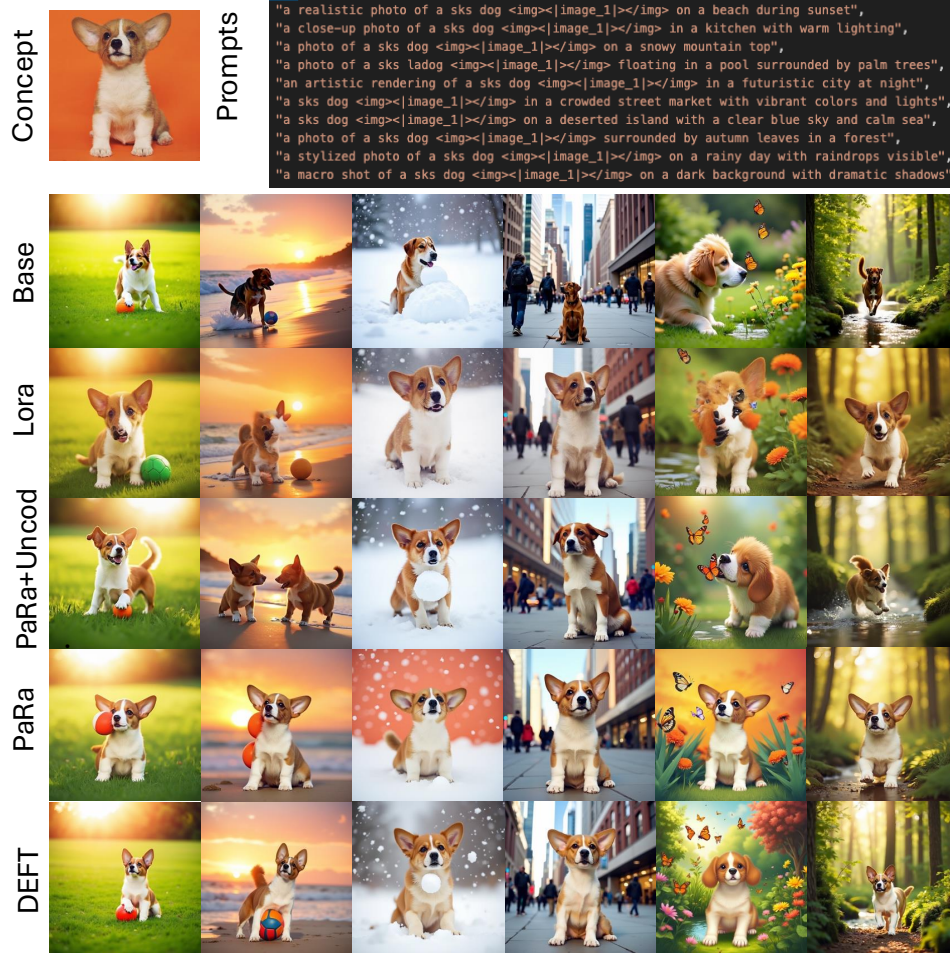 Concept
Prompts
"a realistic photo of a sks dog <img><|image_1|></img> on a beach during sunset",
"a close-up photo of a sks dog <img><|image_1|></img> in a kitchen with warm lighting",
"a photo of a sks dog <img><|image_1|></img> on a snowy mountain top",
"a photo of a sks ladog <img><|image_1|></img> floating in a pool surrounded by palm trees",
"an artistic rendering of a sks dog <img><|image_1|></img> in a futuristic city at night",
"a sks dog <img><|image_1|></img> in a crowded street market with vibrant colors and lights",
"a sks dog <img><|image_1|></img> on a deserted island with a clear blue sky and calm sea",
"a photo of a sks dog <img><|image_1|></img> surrounded by autumn leaves in a forest",
"a stylized photo of a sks dog <img><|image_1|></img> on a rainy day with raindrops visible",
"a macro shot of a sks dog <img><|image_1|></img> on a dark background with dramatic shadows"
Base
Lora
PaRa+Uncod
PaRa
DEFT